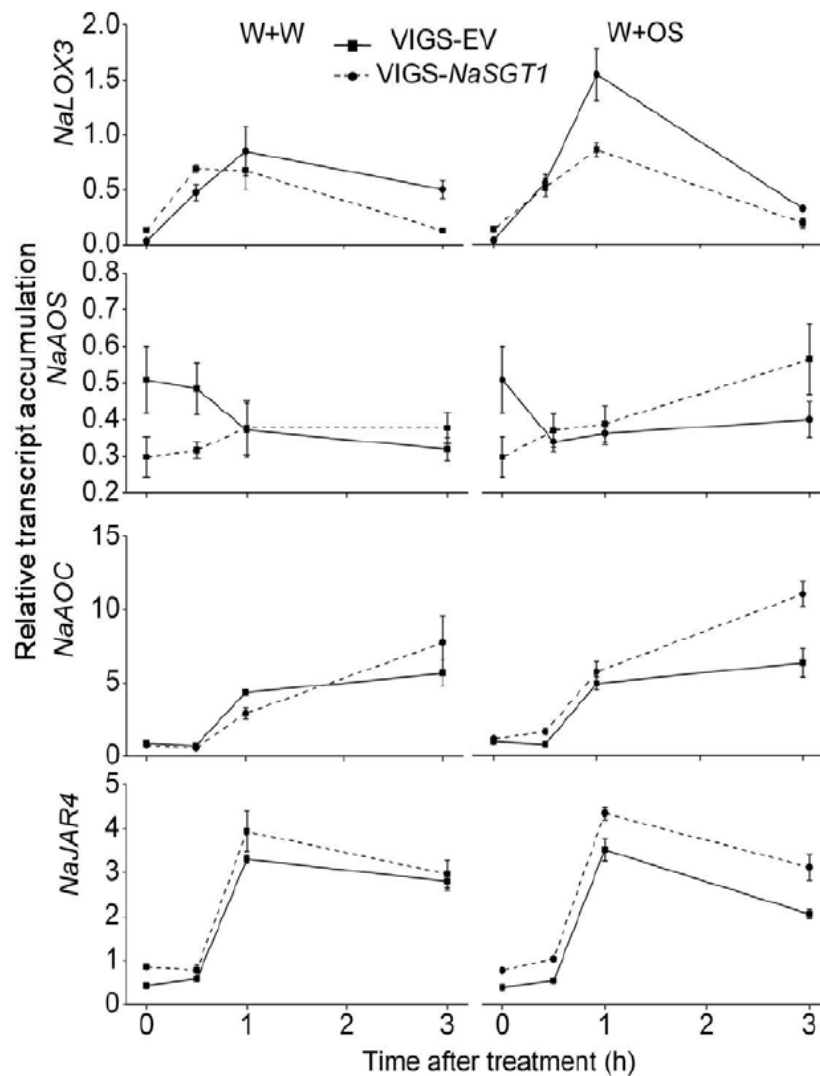 W+W
VIGS-EV
W+OS
VIGS-NaSGT1
Relative transcript accumulation
NaLOX3
2.0
1.5
1.0
0.5
0.0
NaAOS
0.8
0.7
0.6
0.5
0.4
0.3
0.2
NaAOC
15
10
5
0
NaJAR4
5
4
3
2
1
0
0 1 2 3 0 1 2 3
Time after treatment (h)